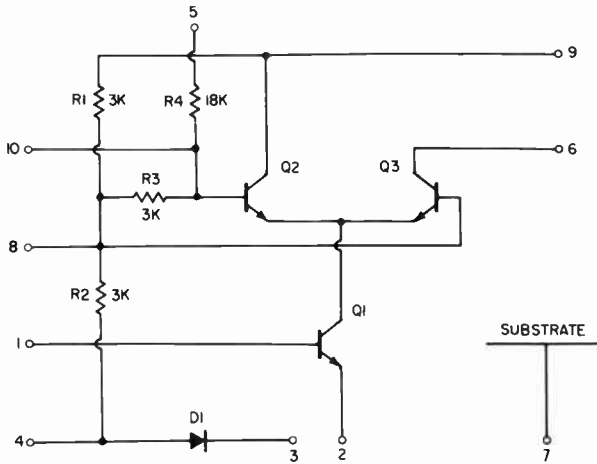 5
9
R1 3K R4 18K
10 6
Q2 Q3
R3
3K
8
R2 3K
Q1
1 SUBSTRATE
D1
4 3 2 7